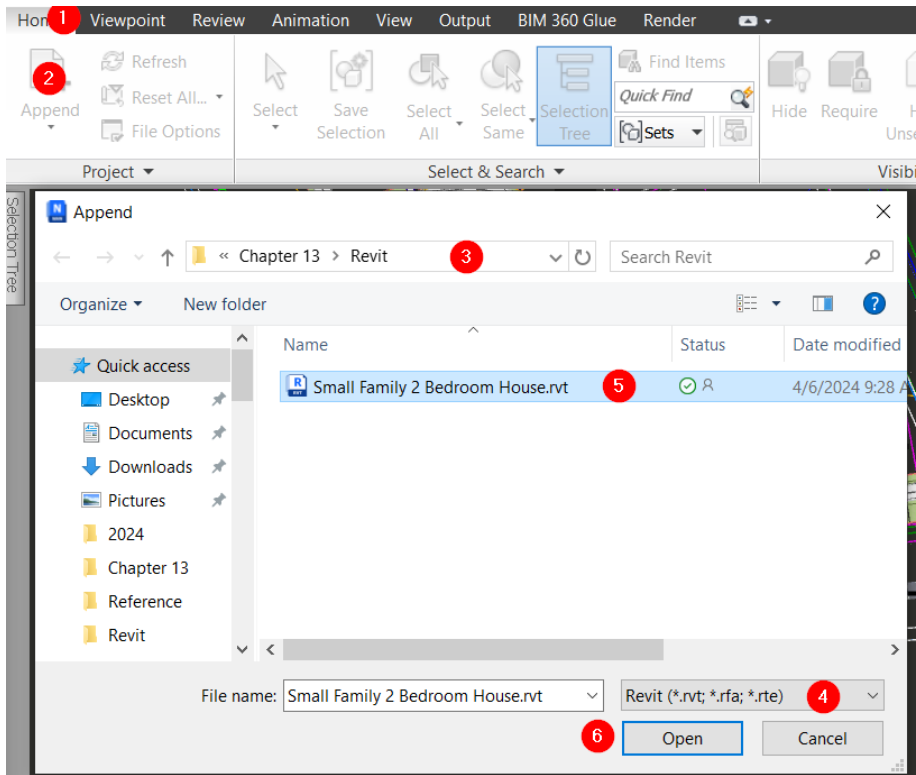 Home 1 Viewpoint Review Animation View Output BIM 360 Glue Render
2
Append
Refresh
Reset All...
File Options
Select
Save Selection
Select All
Select Same
Selection Tree
Find Items
Quick Find
Sets
Hide
Require
Project
Select & Search
Selection Tree
N
Append
« Chapter 13 > Revit 3
Search Revit
Organize
New folder
?
Name
Status
Date modified
Quick access
Desktop
Documents
Downloads
Pictures
2024
Chapter 13
Reference
Revit
R
RVT
Small Family 2 Bedroom House.rvt 5
4/6/2024 9:28 A
File name: Small Family 2 Bedroom House.rvt
Revit (*.rvt; *.rfa; *.rte) 4
6 Open
Cancel